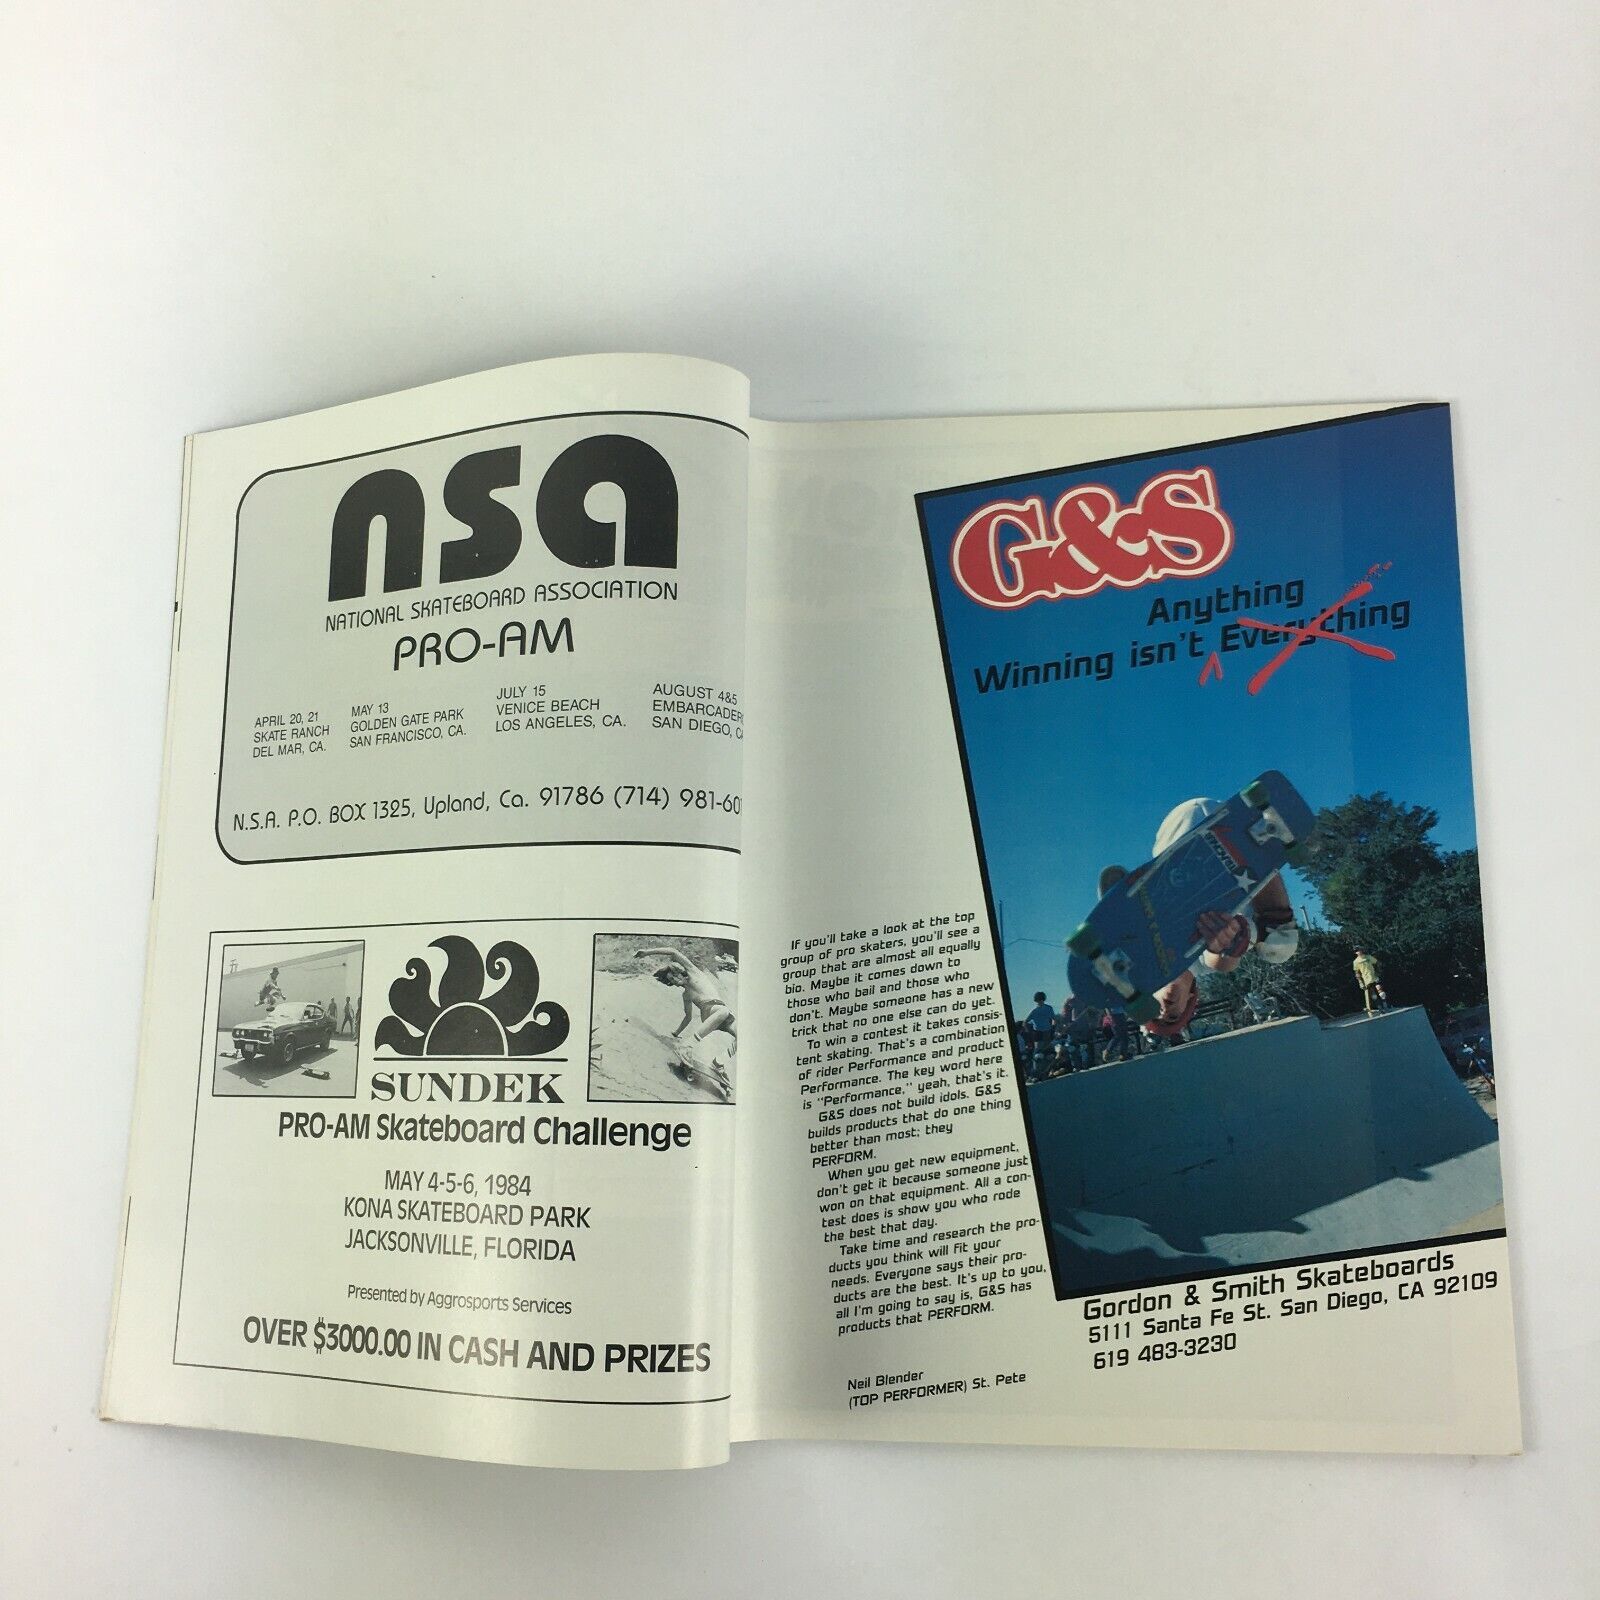 nsa
NATIONAL SKATEBOARD ASSOCIATION
PRO-AM
APRIL 20, 21
SKATE RANCH
DEL MAR, CA.
MAY 13
GOLDEN GATE PARK
SAN FRANCISCO, CA.
JULY 15
VENICE BEACH
LOS ANGELES, CA.
AUGUST 4&5
EMBARCADER
SAN DIEGO, C
N.S.A. P.O. BOX 1325, Upland, Ca. 91786 (714) 981-60
SUNDEK
PRO-AM Skateboard Challenge
MAY 4-5-6, 1984
KONA SKATEBOARD PARK
JACKSONVILLE, FLORIDA
Presented by Aggrosports Services
OVER $3000.00 IN CASH AND PRIZES
G&S
Anything
Winning isn't Everything
If you'll take a look at the top
group of pro skaters, you'll see a
group that are almost all equally
bio. Maybe it comes down to
those who bail and those who
don't. Maybe someone has a new
trick that no one else can do yet.
To win a contest it takes consis-
tent skating. That's a combination
of rider Performance and product
Performance. The key word here
is "Performance," yeah, that's it.
G&S does not build idols. G&S
builds products that do one thing
better than most; they
PERFORM.
When you get new equipment,
don't get it because someone just
won on that equipment. All a con-
test does is show you who rode
the best that day.
Take time and research the pro-
ducts you think will fit your
needs. Everyone says their pro-
ducts are the best. It's up to you,
all I'm going to say is, G&S has
products that PERFORM.
Neil Blender
(TOP PERFORMER) St. Pete
Gordon & Smith Skateboards
5111 Santa Fe St. San Diego, CA 92109
619 483-3230